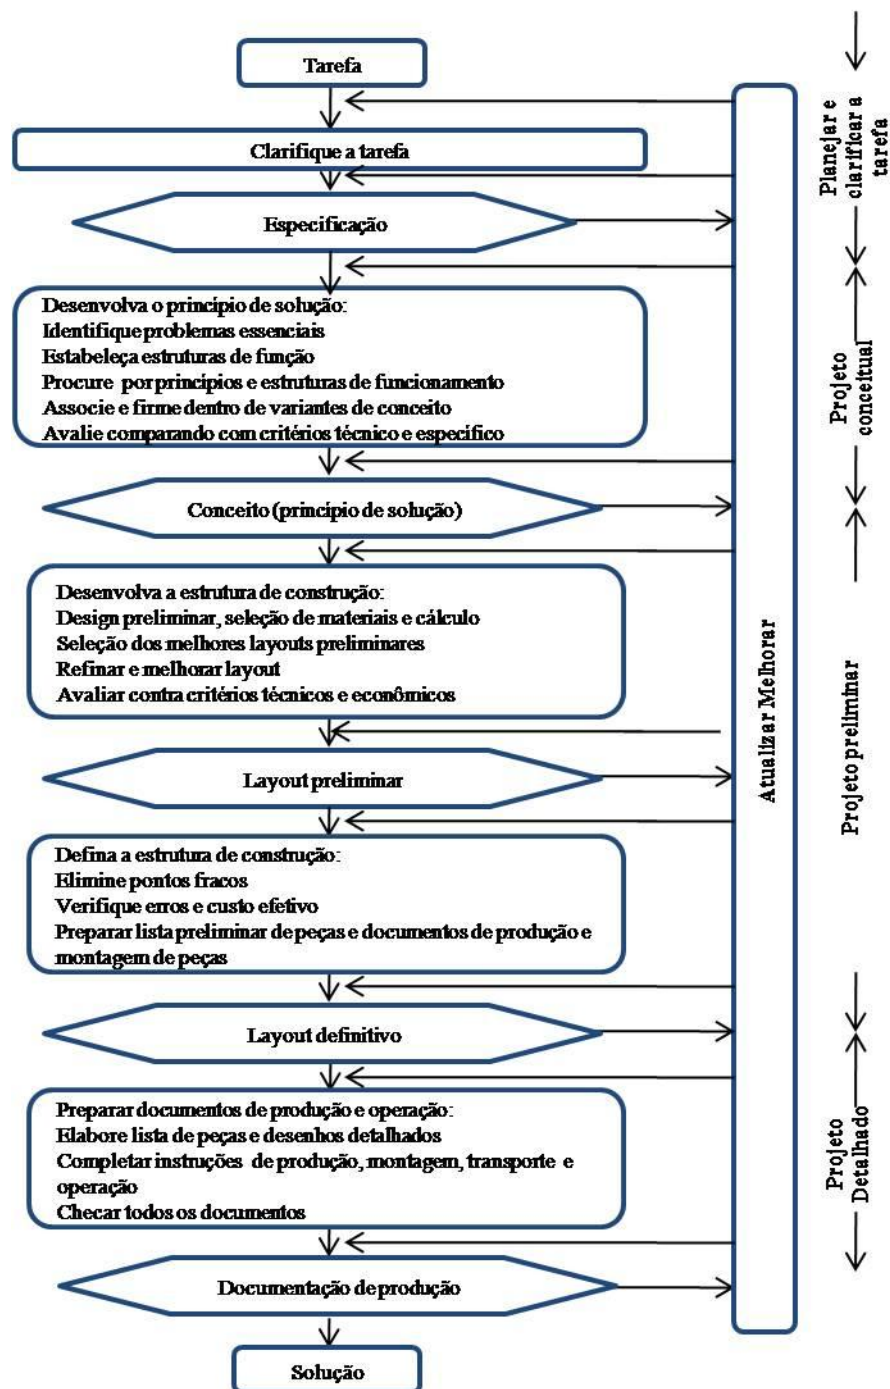 Tarefa
Clarifique a tarefa
Especificação
Desenvolva o princípio de solução:
Identifique problemas essenciais
Estabeleça estruturas de função
Procure por princípios e estruturas de funcionamento
Associe e firme dentro de variantes de conceito
Avalie comparando com critérios técnico e específico
Conceito (princípio de solução)
Desenvolva a estrutura de construção:
Design preliminar, seleção de materiais e cálculo
Seleção dos melhores layouts preliminares
Refinar e melhorar layout
Avaliar contra critérios técnicos e econômicos
Layout preliminar
Defina a estrutura de construção:
Elimine pontos fracos
Verifique erros e custo efetivo
Preparar lista preliminar de peças e documentos de produção e
montagem de peças
Layout definitivo
Preparar documentos de produção e operação:
Elabore lista de peças e desenhos detalhados
Completar instruções de produção, montagem, transporte e
operação
Checar todos os documentos
Documentação de produção
Solução
Atualizar Melhorar
Planejar e
clarificar a
tarefa
Projeto
conceitual
Projeto preliminar
Projeto
Detalhado